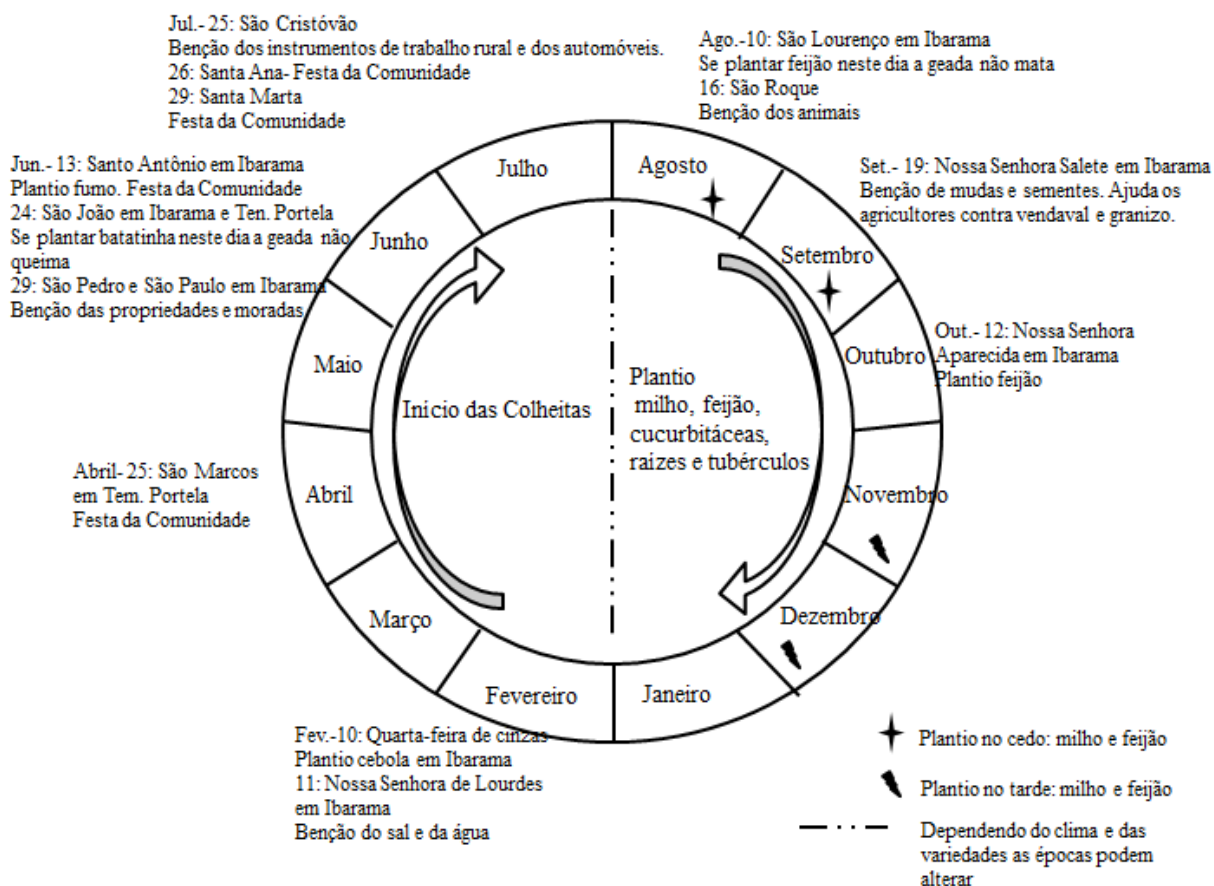 Jul.- 25: São Cristóvão
Benção dos instrumentos de trabalho rural e dos automóveis.
26: Santa Ana- Festa da Comunidade
29: Santa Marta
Festa da Comunidade
Ago.-10: São Lourenço em Ibarama
Se plantar feijão neste dia a geada não mata
16: São Roque
Benção dos animais
Jun.- 13: Santo Antônio em Ibarama
Plantio fumo. Festa da Comunidade
24: São João em Ibarama e Ten. Portela
Se plantar batatinha neste dia a geada não
queima
29: São Pedro e São Paulo em Ibarama
Benção das propriedades e moradas
Set.- 19: Nossa Senhora Salete em Ibarama
Benção de mudas e sementes. Ajuda os
agricultores contra vendaval e granizo.
Julho
Agosto
Junho
Setembro
Maio
Outubro
Out.- 12: Nossa Senhora
Aparecida em Ibarama
Plantio feijão
Inicio das Colheitas
Plantio
milho, feijão,
cucurbitáceas,
raízes e tubérculos
Abril- 25: São Marcos
em Tem. Portela
Festa da Comunidade
Abril
Novembro
Março
Dezembro
Fevereiro
Janeiro
Fev.-10: Quarta-feira de cinzas
Plantio cebola em Ibarama
11: Nossa Senhora de Lourdes
em Ibarama
Benção do sal e da água
Plantio no cedo: milho e feijão
Plantio no tarde: milho e feijão
Dependendo do clima e das
variedades as épocas podem
alterar